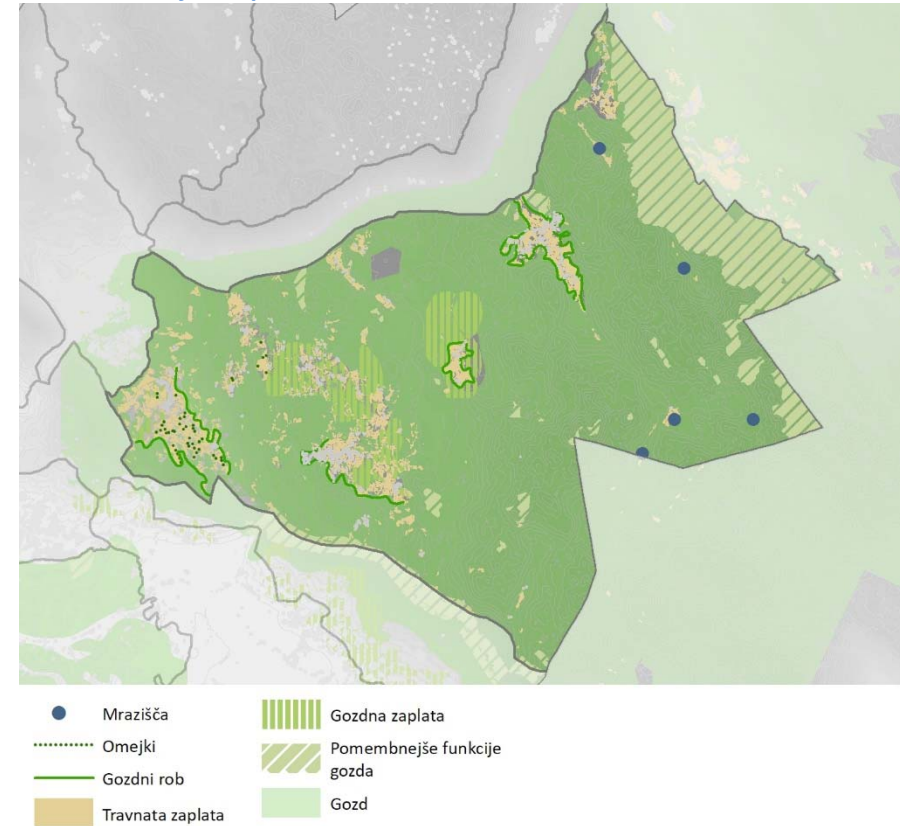 Mrazišča
Omejki
Gozdni rob
Travnata zaplata
Gozdna zaplata
Pomembnejše funkcije
gozda
Gozd